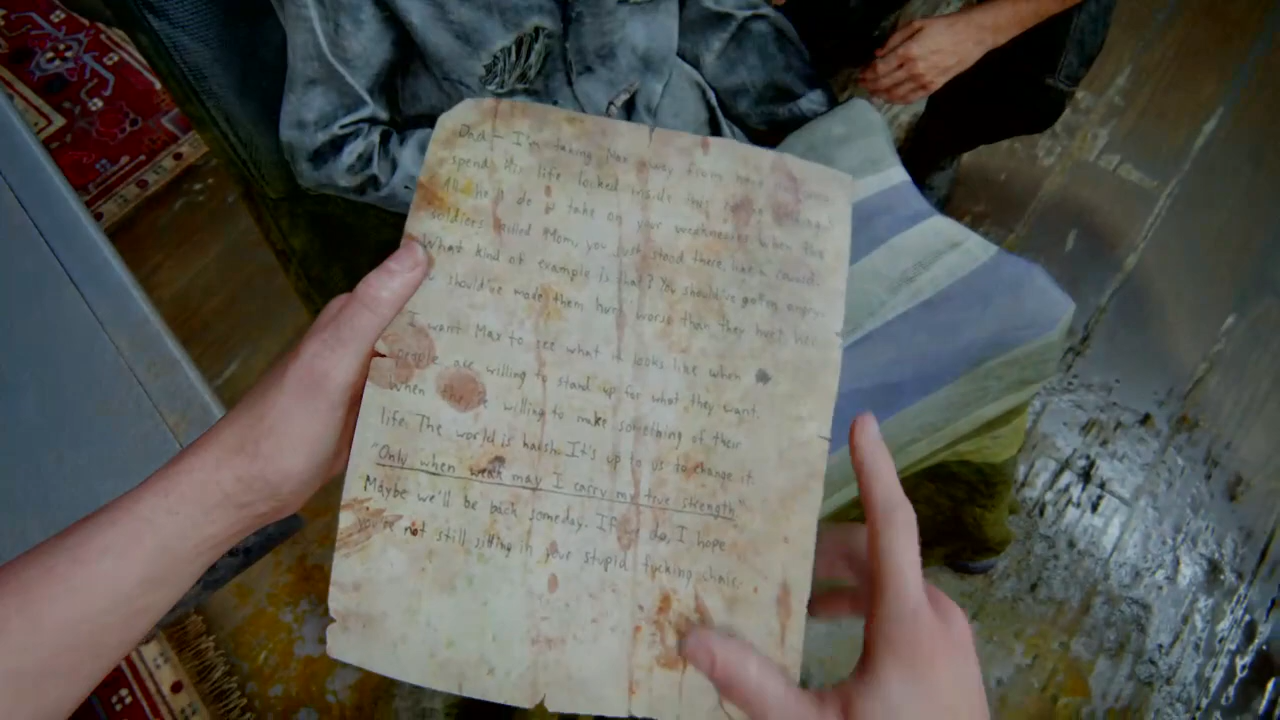 Dad - I'm taking Max away from here
spend his life locked inside this
All he'll do is take on your weaknesses. When the
soldiers killed Mom, you just stood there, like a coward.
What kind of example is that? You should've gotten angry.
should've made them hurt worse than they hurt her.
I want Max to see what it looks like when
people are willing to stand up for what they want.
When they're willing to make something of their
life. The world is harsh. It's up to us to change it.
"Only when weak may I carry my true strength"
Maybe we'll be back someday. If we do, I hope
you're not still sitting in your stupid fucking chair.